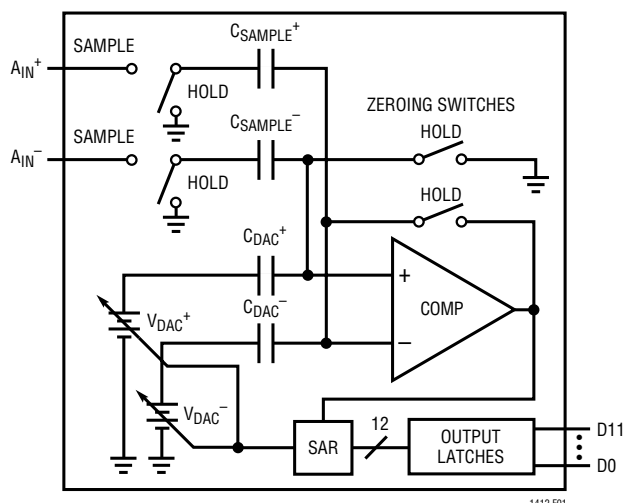 SAMPLE
C_SAMPLE⁺
A_IN⁺
HOLD
ZEROING SWITCHES
SAMPLE
C_SAMPLE⁻
HOLD
A_IN⁻
HOLD
HOLD
C_DAC⁺
+
COMP
V_DAC⁺
C_DAC⁻
–
V_DAC⁻
SAR
12
OUTPUT
LATCHES
D11
D0
1412 F01